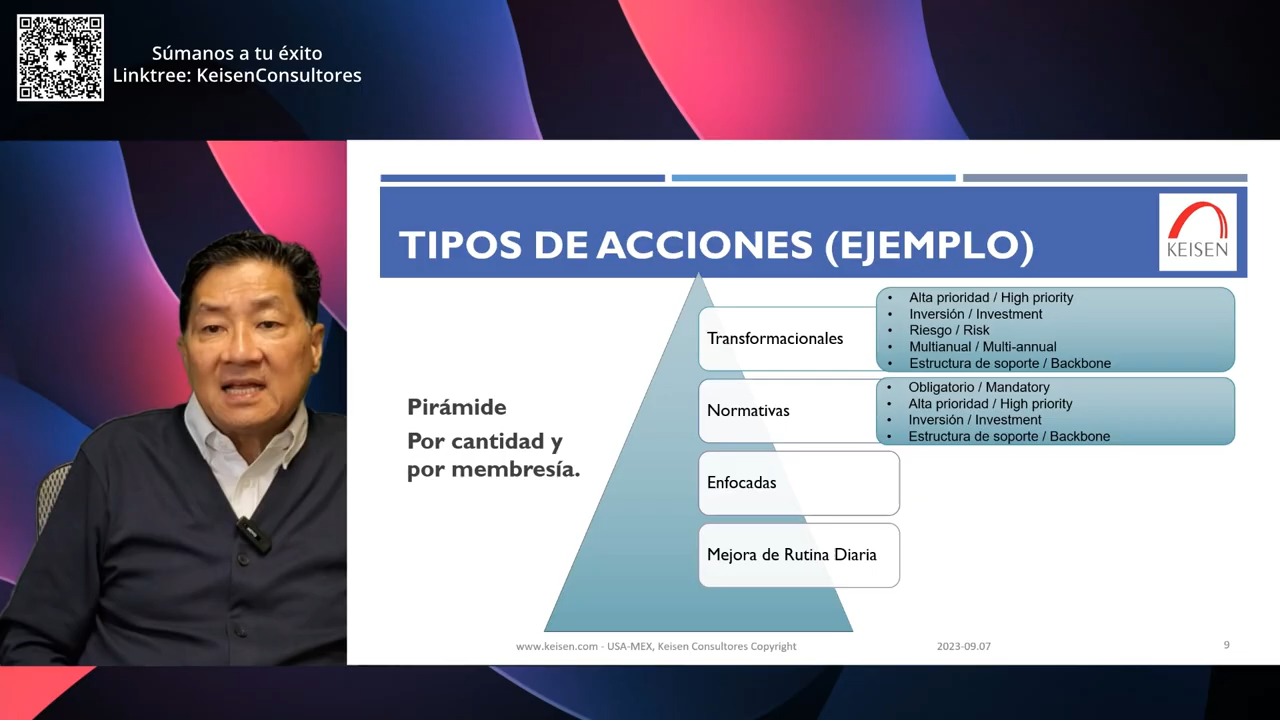 Súmanos a tu éxito
Linktree: KeisenConsultores
TIPOS DE ACCIONES (EJEMPLO)
KEISEN
Pirámide
Por cantidad y
por membresía.
Transformacionales
• Alta prioridad / High priority
• Inversión / Investment
• Riesgo / Risk
• Multianual / Multi-annual
• Estructura de soporte / Backbone
Normativas
• Obligatorio / Mandatory
• Alta prioridad / High priority
• Inversión / Investment
• Estructura de soporte / Backbone
Enfocadas
Mejora de Rutina Diaria
www.keisen.com - USA-MEX, Keisen Consultores Copyright
2023-09.07
9